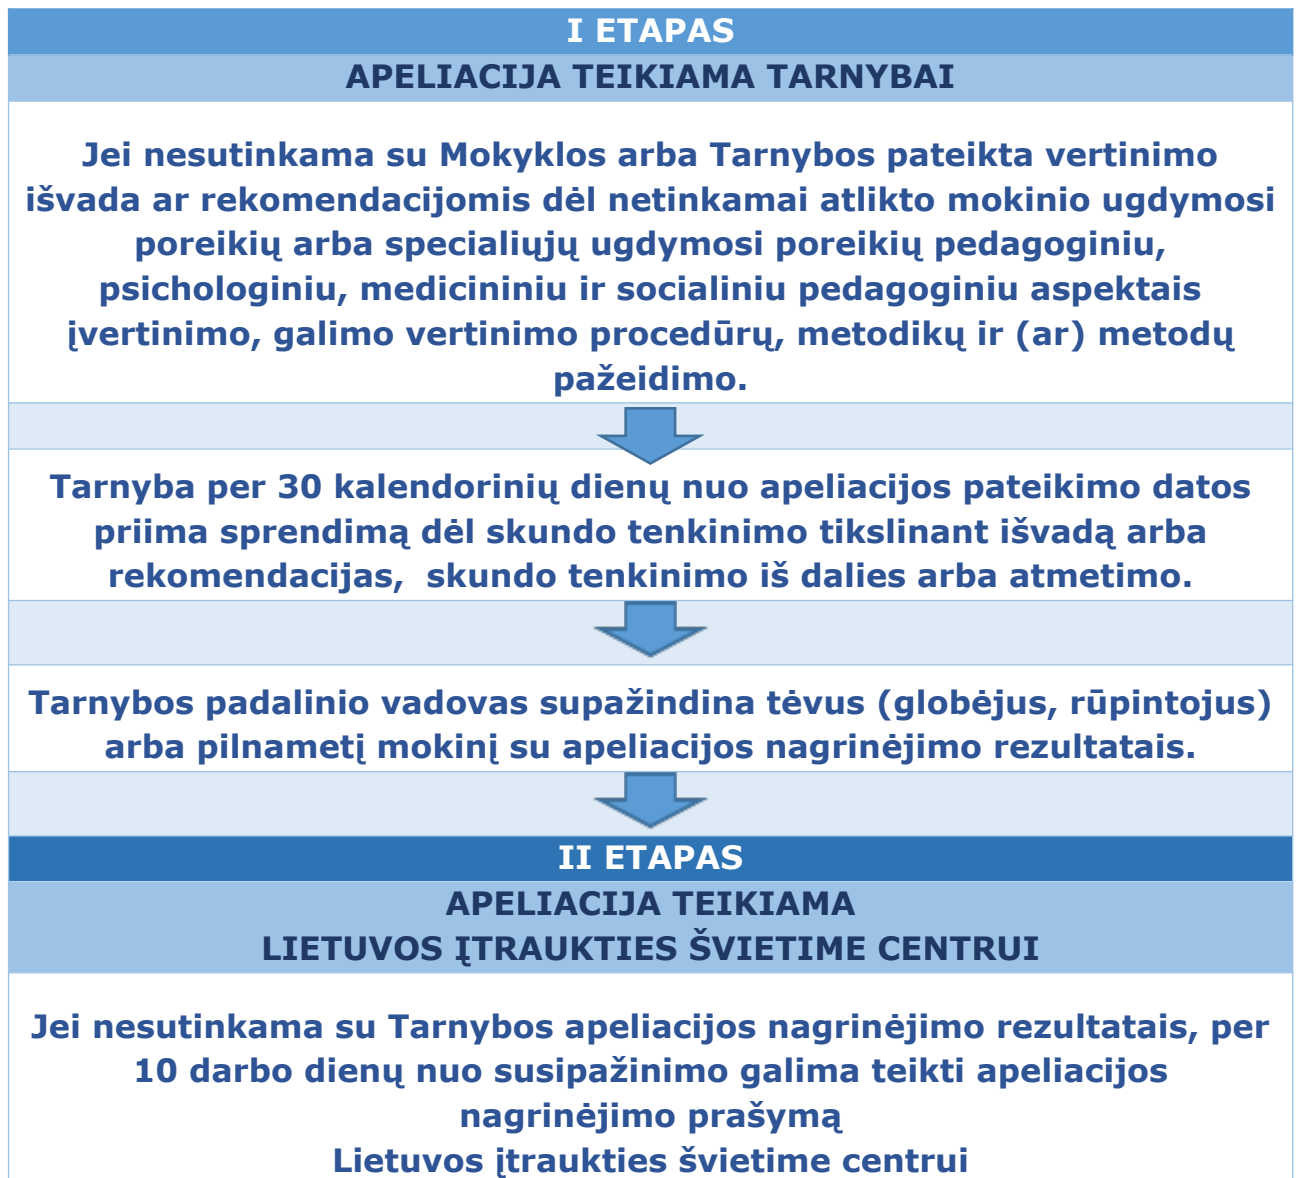 I ETAPAS
APELIACIJA TEIKIAMA TARNYBAI
Jei nesutinkama su Mokyklos arba Tarnybos pateikta vertinimo
išvada ar rekomendacijomis dėl netinkamai atlikto mokinio ugdymosi
poreikių arba specialiųjų ugdymosi poreikių pedagoginiu,
psichologiniu, medicininiu ir socialiniu pedagoginiu aspektais
įvertinimo, galimo vertinimo procedūrų, metodikų ir (ar) metodų
pažeidimo.
Tarnyba per 30 kalendorinių dienų nuo apeliacijos pateikimo datos
priima sprendimą dėl skundo tenkinimo tikslinant išvadą arba
rekomendacijas, skundo tenkinimo iš dalies arba atmetimo.
Tarnybos padalinio vadovas supažindina tėvus (globėjus, rūpintojus)
arba pilnametį mokinį su apeliacijos nagrinėjimo rezultatais.
II ETAPAS
APELIACIJA TEIKIAMA
LIETUVOS ĮTRAUKTIES ŠVIETIME CENTRUI
Jei nesutinkama su Tarnybos apeliacijos nagrinėjimo rezultatais, per
10 darbo dienų nuo susipažinimo galima teikti apeliacijos
nagrinėjimo prašymą
Lietuvos įtraukties švietime centrui